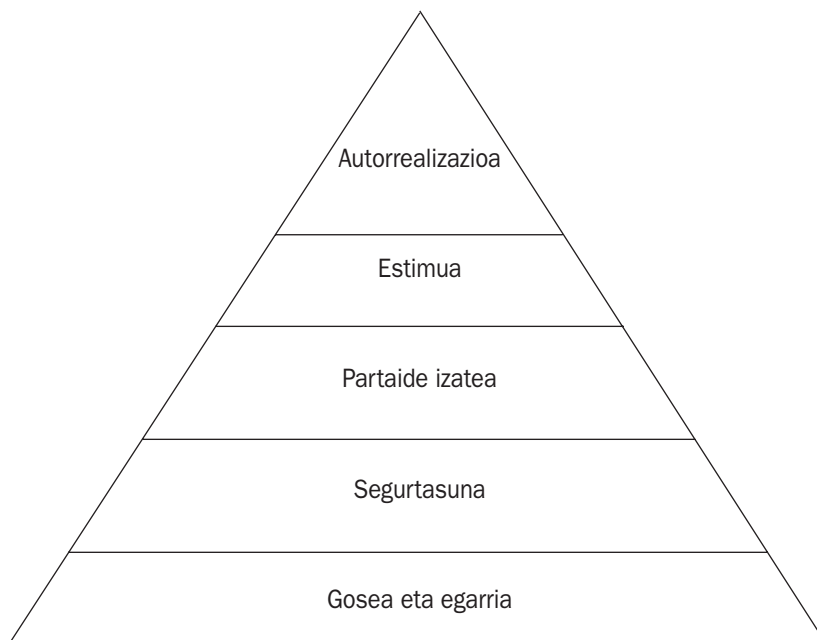 Autorrealizazioa
Estimua
Partaide izatea
Segurtasuna
Gosea eta egarria